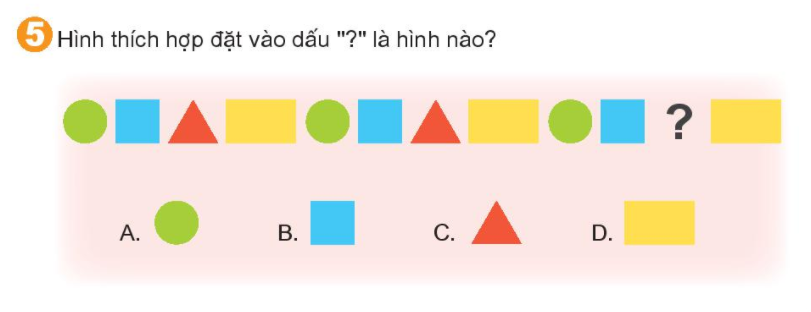 5 Hình thích hợp đặt vào dấu "?" là hình nào?
?
A. B. C. D.